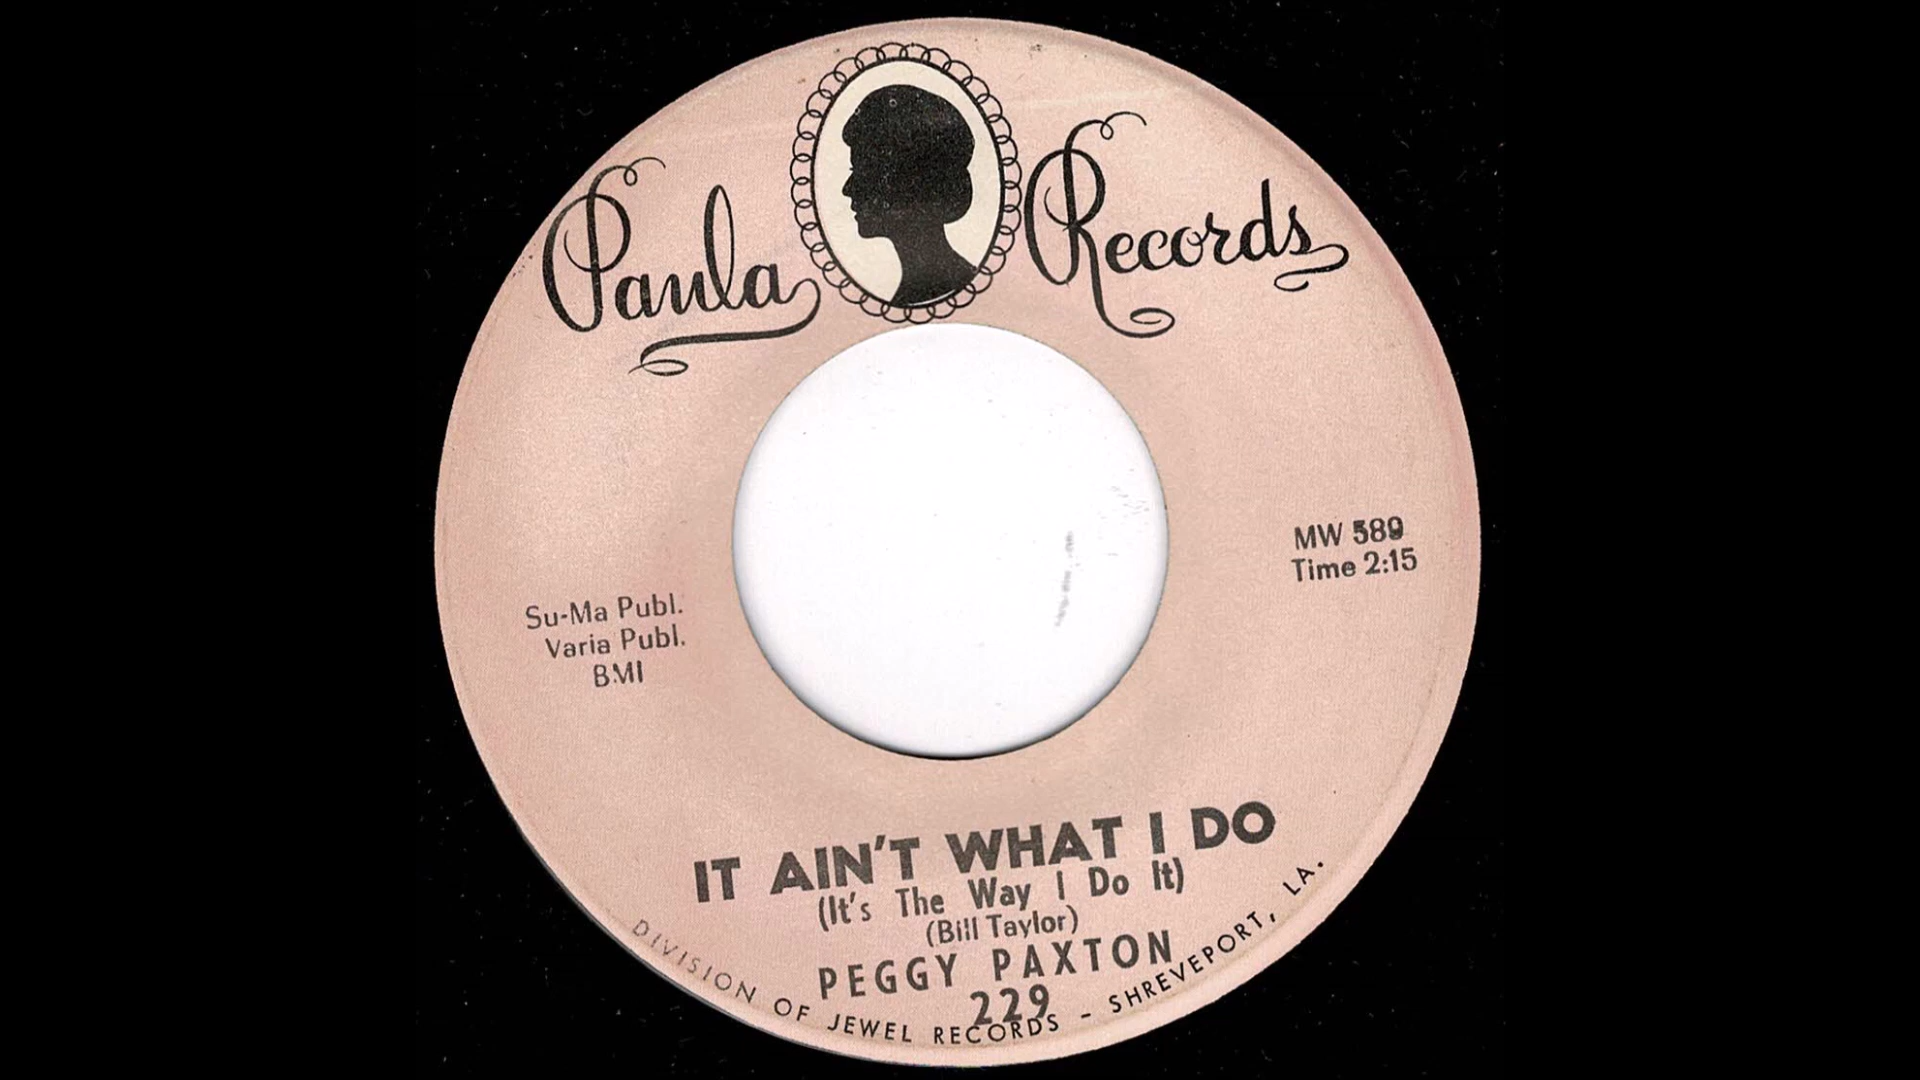 Paula Records
MW 589
Time 2:15
Su-Ma Publ.
Varia Publ.
BMI
IT AIN'T WHAT I DO
(It's The Way I Do It)
(Bill Taylor)
PEGGY PAXTON
229
DIVISION OF JEWEL RECORDS - SHREVEPORT, LA.